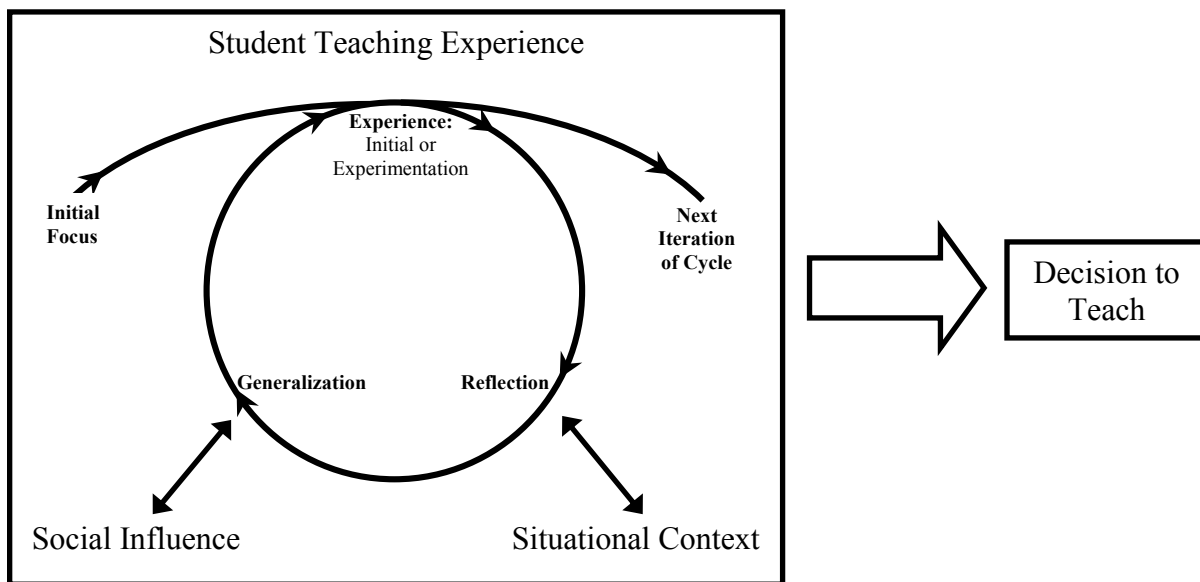 Student Teaching Experience
Experience:
Initial or
Experimentation
Initial
Focus
Next
Iteration
of Cycle
Generalization
Reflection
Social Influence
Situational Context
Decision to
Teach